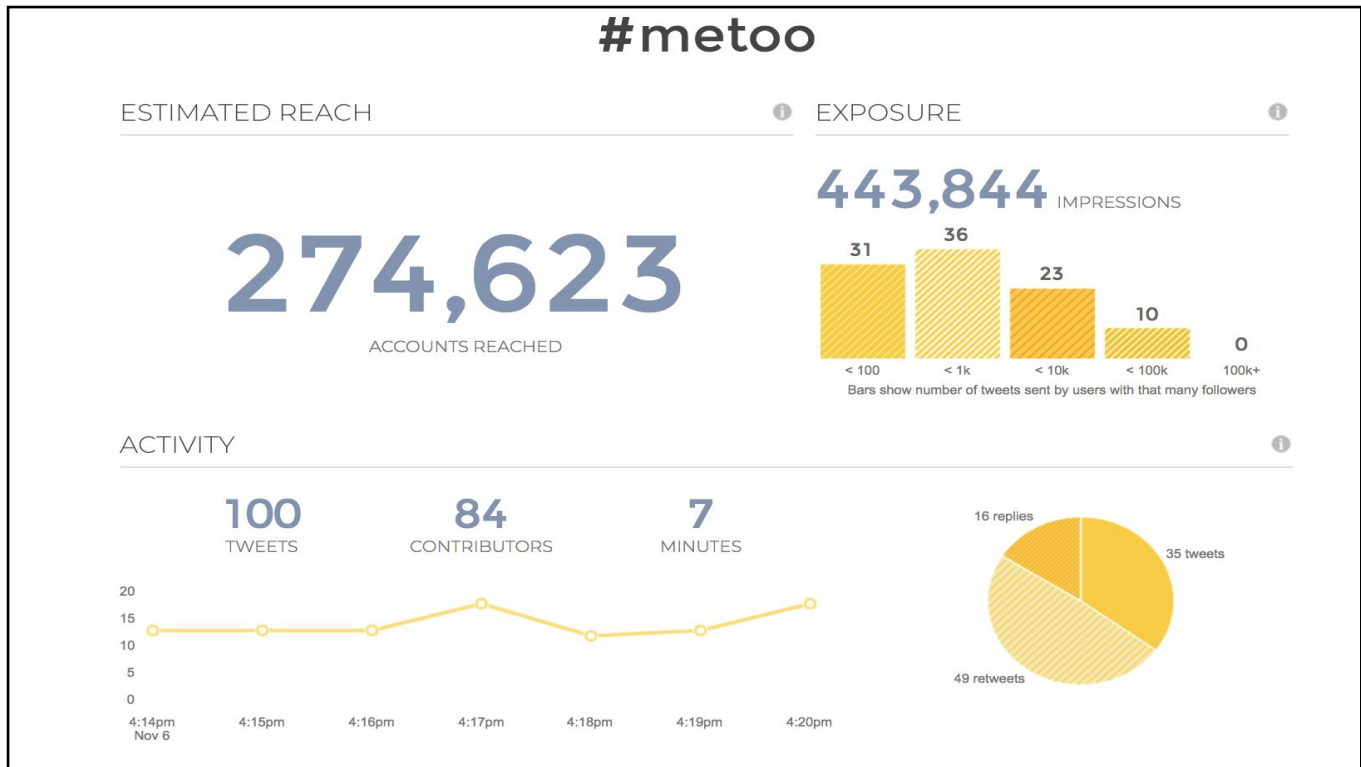 #metoo
ESTIMATED REACH
274,623
ACCOUNTS REACHED
EXPOSURE
443,844 IMPRESSIONS
31 36 23 10 0
< 100 < 1k < 10k < 100k 100k+
Bars show number of tweets sent by users with that many followers
ACTIVITY
100 84 7
TWEETS CONTRIBUTORS MINUTES
20
15
10
5
0
4:14pm 4:15pm 4:16pm 4:17pm 4:18pm 4:19pm 4:20pm
Nov 6
16 replies
35 tweets
49 retweets